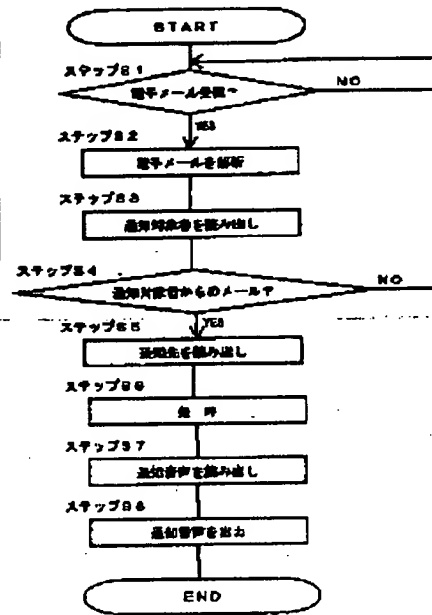 START
ステップS1
電子メール受信?
NO
YES
ステップS2
電子メールを解析
ステップS3
通知対象者を読み出し
ステップS4
通知対象者からのメール?
NO
YES
ステップS5
通知先を読み出し
ステップS6
発呼
ステップS7
通知音声を読み出し
ステップS8
通知音声を出力
END